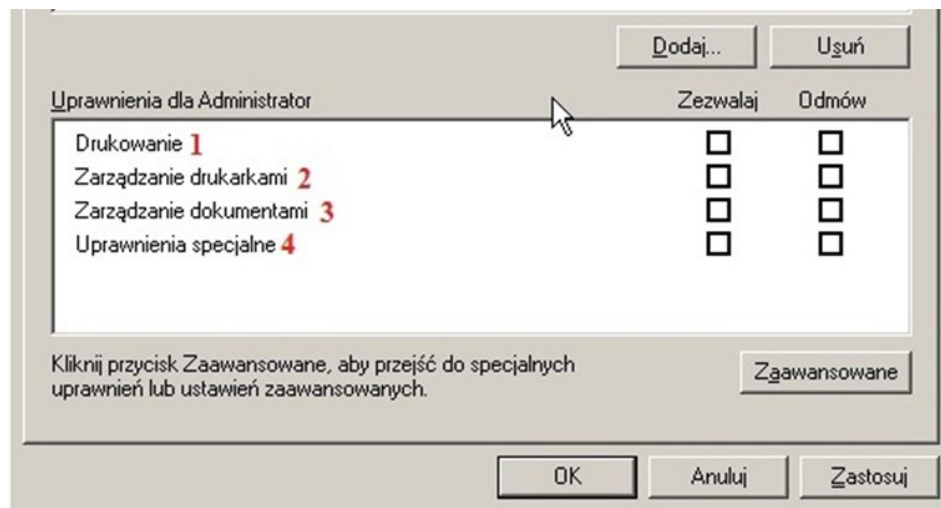 Dodaj... Usuń
Uprawnienia dla Administrator Zezwalaj Odmów
Drukowanie 1
Zarządzanie drukarkami 2
Zarządzanie dokumentami 3
Uprawnienia specjalne 4
Kliknij przycisk Zaawansowane, aby przejść do specjalnych
uprawnień lub ustawień zaawansowanych.
Zaawansowane
OK Anuluj Zastosuj